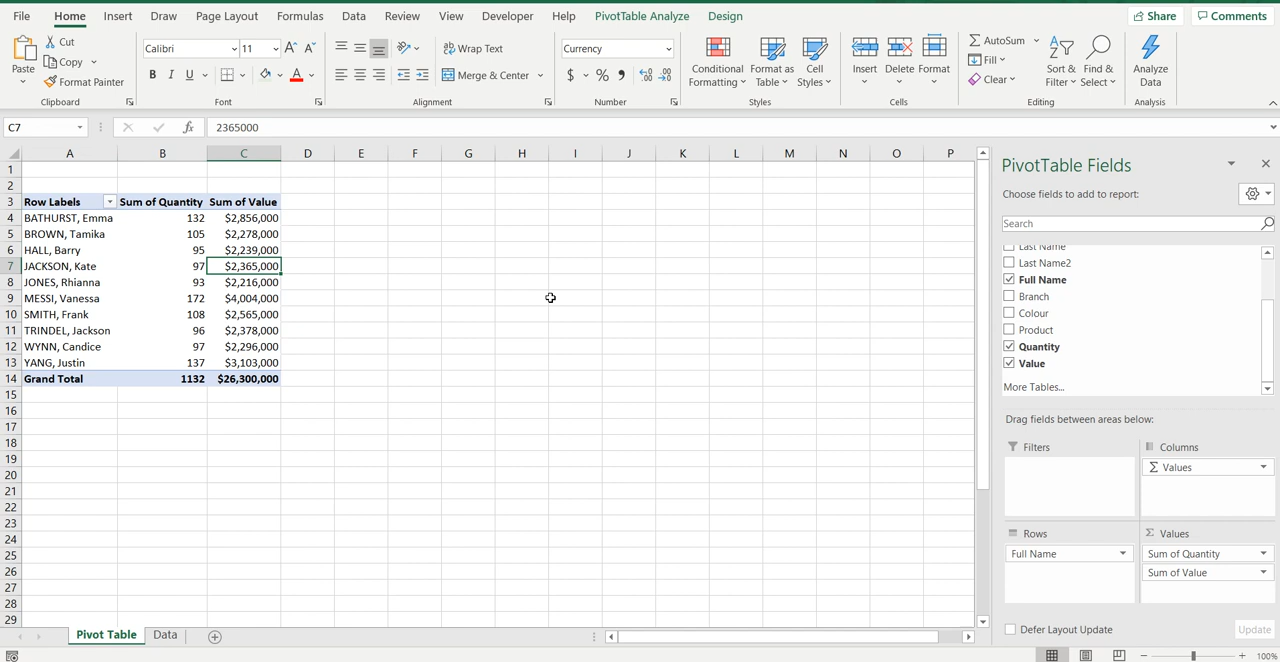 File Home Insert Draw Page Layout Formulas Data Review View Developer Help PivotTable Analyze Design Share Comments
Paste Cut Copy Format Painter Clipboard
Calibri 11 B I U A A A Font
Wrap Text Merge & Center Alignment
Currency $ % Number
Conditional Formatting Format as Table Cell Styles Styles
Insert Delete Format Cells
AutoSum Fill Clear Sort & Filter Find & Select Editing
Analyze Data Analysis
C7 fx 2365000
A B C D E F G H I J K L M N O P
1
2
3 Row Labels Sum of Quantity Sum of Value
4 BATHURST, Emma 132 $2,856,000
5 BROWN, Tamika 105 $2,278,000
6 HALL, Barry 95 $2,239,000
7 JACKSON, Kate 97 $2,365,000
8 JONES, Rhianna 93 $2,216,000
9 MESSI, Vanessa 172 $4,004,000
10 SMITH, Frank 108 $2,565,000
11 TRINDEL, Jackson 96 $2,378,000
12 WYNN, Candice 97 $2,296,000
13 YANG, Justin 137 $3,103,000
14 Grand Total 1132 $26,300,000
15
16
17
18
19
20
21
22
23
24
25
26
27
28
29
Pivot Table Data
PivotTable Fields
Choose fields to add to report:
Search
Last Name
Last Name2
Full Name
Branch
Colour
Product
Quantity
Value
More Tables...
Drag fields between areas below:
Filters Columns
Σ Values
Rows Σ Values
Full Name Sum of Quantity
Sum of Value
Defer Layout Update Update
100%